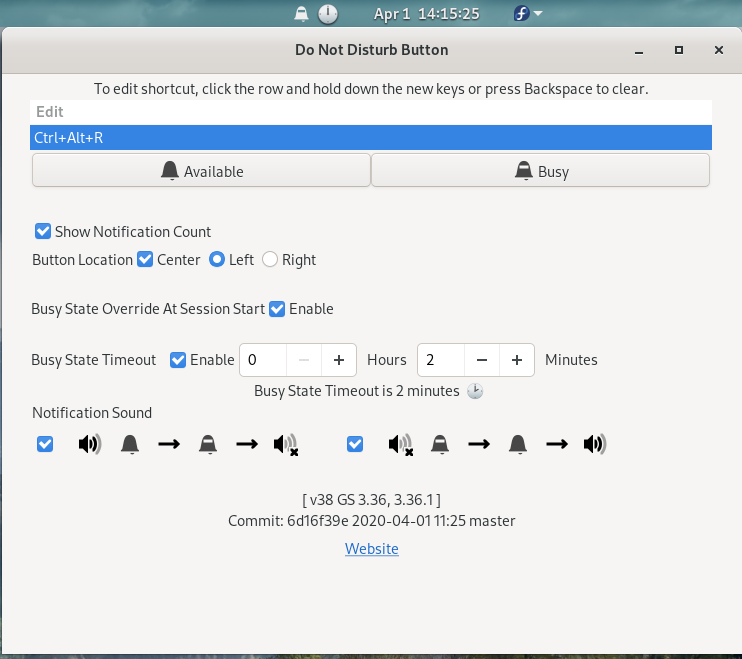 Apr 1 14:15:25
Do Not Disturb Button
To edit shortcut, click the row and hold down the new keys or press Backspace to clear.
Edit
Ctrl+Alt+R
Available Busy
Show Notification Count
Button Location Center Left Right
Busy State Override At Session Start Enable
Busy State Timeout Enable 0 Hours 2 Minutes
Busy State Timeout is 2 minutes
Notification Sound
[ v38 GS 3.36, 3.36.1 ]
Commit: 6d16f39e 2020-04-01 11:25 master
Website